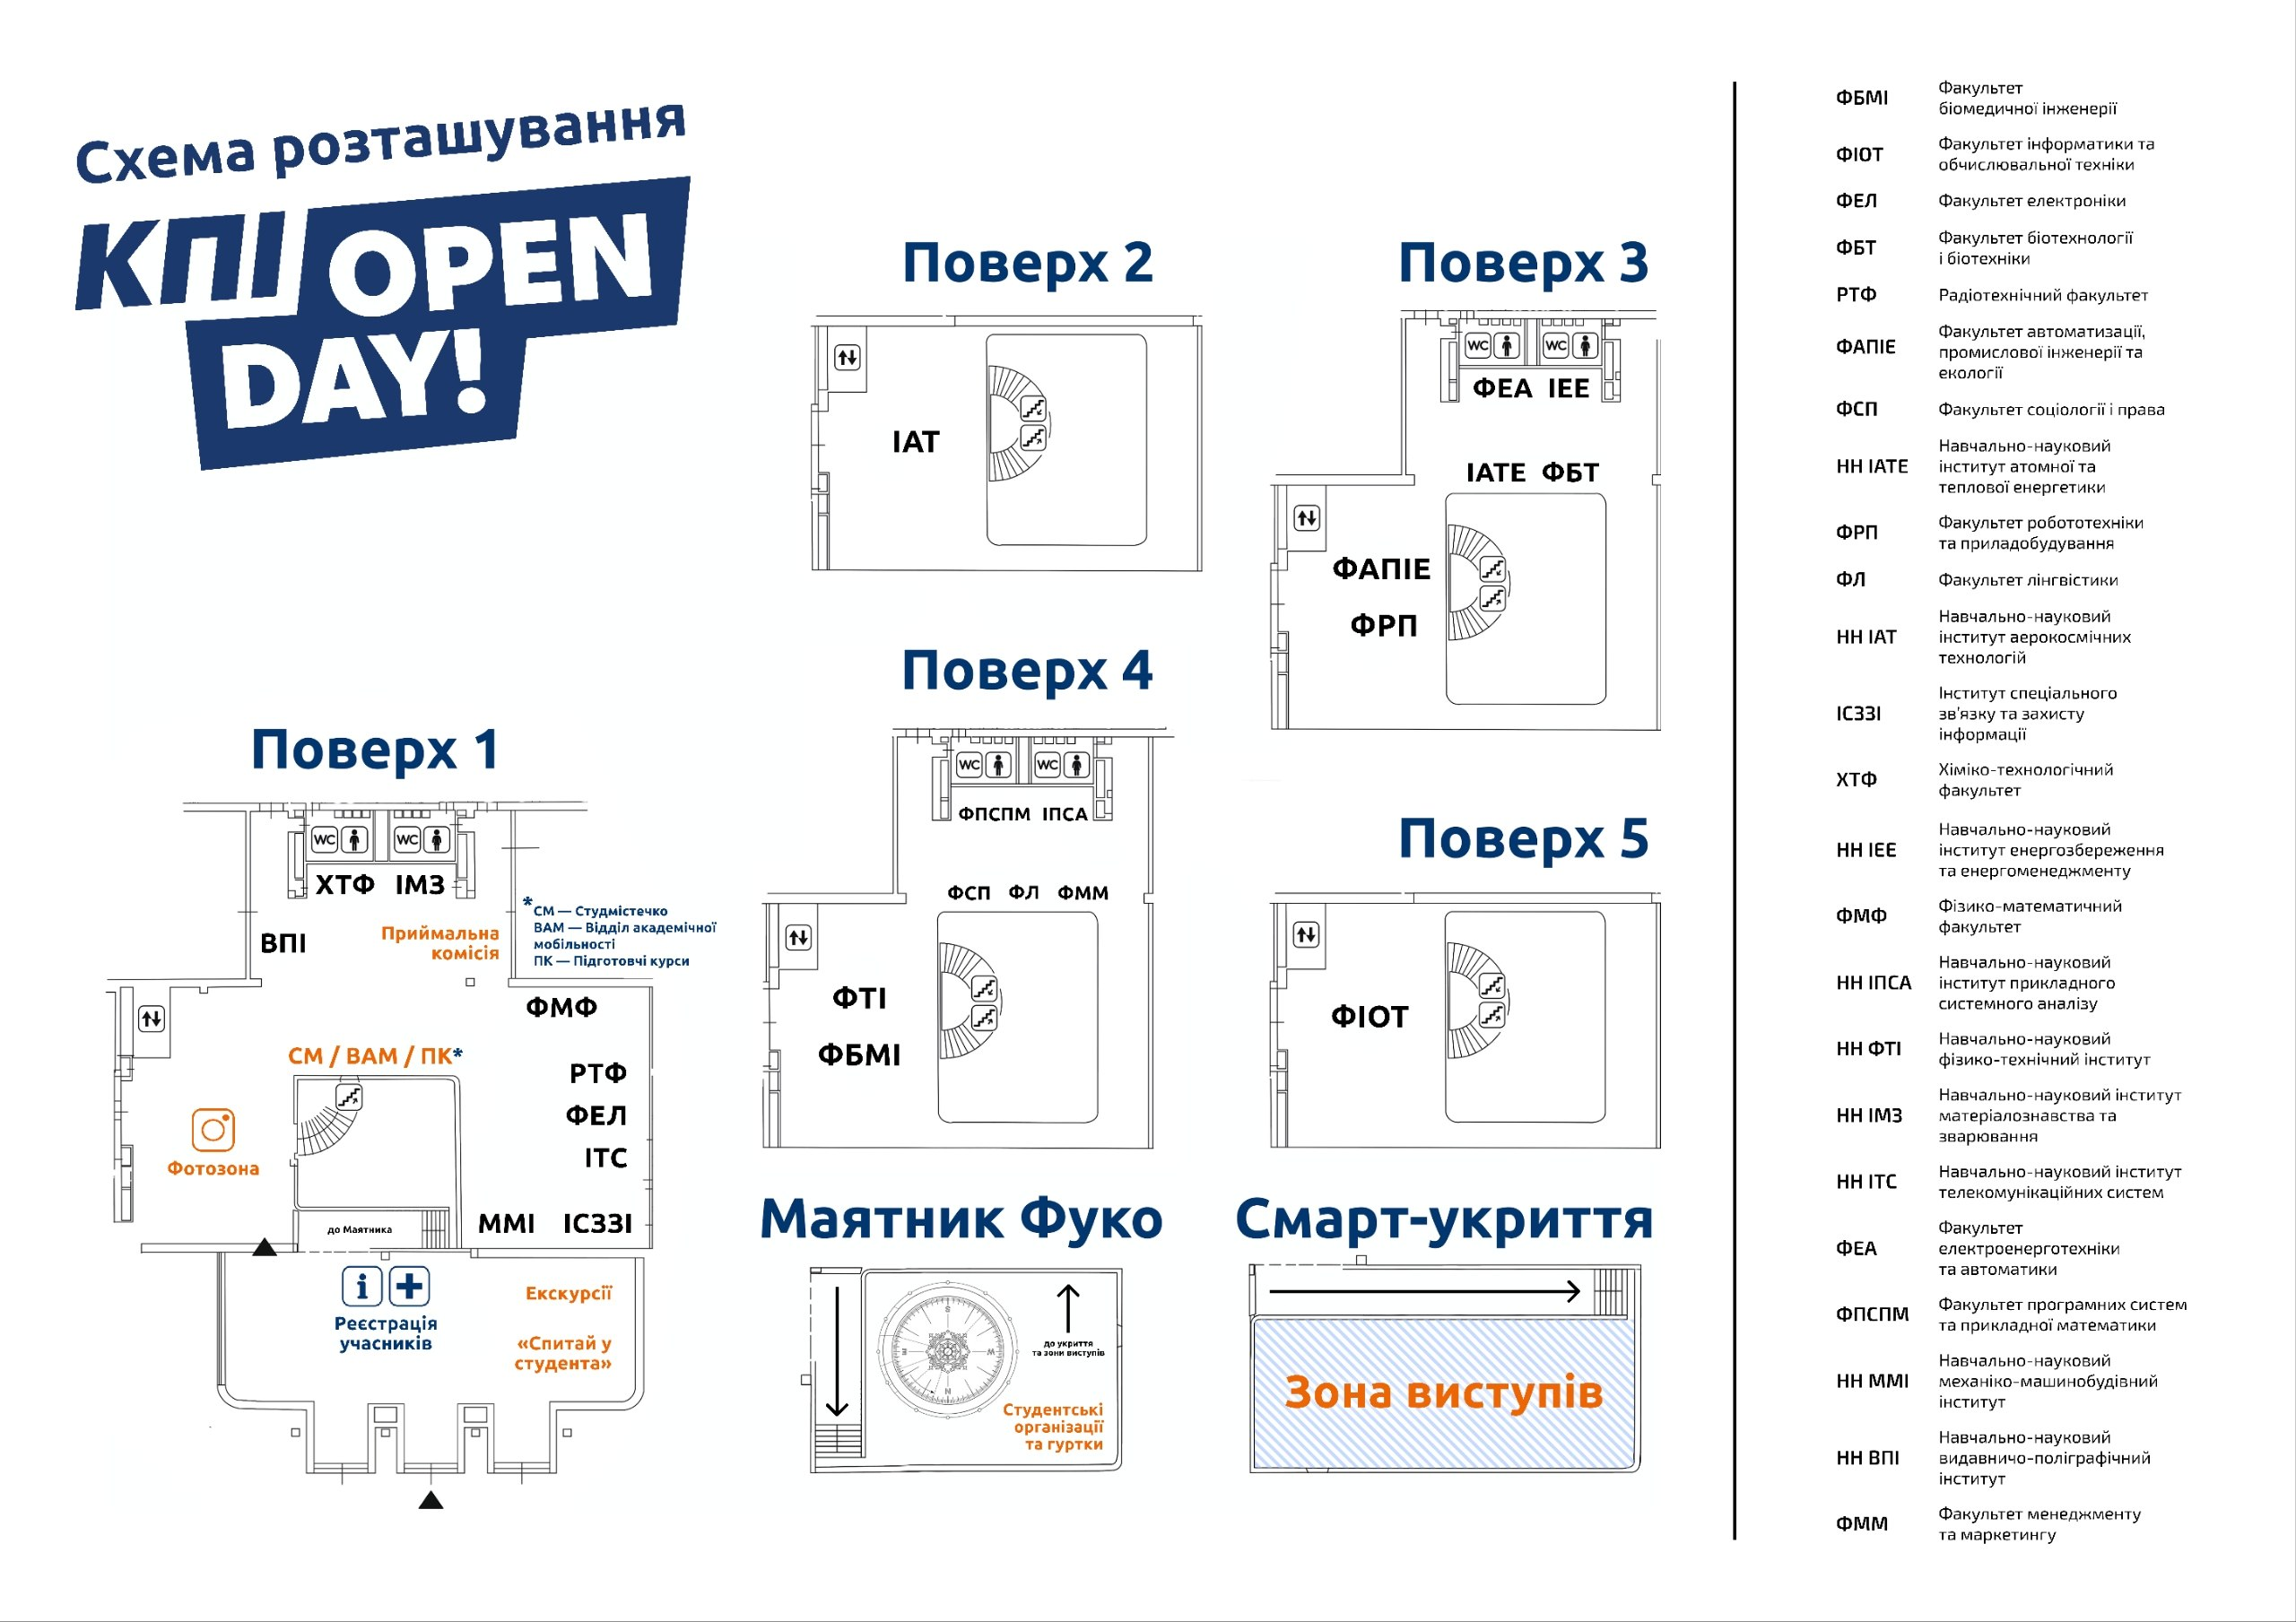 Схема розташування
КПІ OPEN
DAY!
Поверх 1
WC WC
ХТФ ІМЗ
ВПІ
Приймальна
комісія
*СМ — Студмістечко
ВАМ — Відділ академічної
мобільності
ПК — Підготовчі курси
ФМФ
СМ / ВАМ / ПК*
РТФ
ФЕЛ
ІТС
Фотозона
до Маятника
ММІ ІСЗЗІ
i
Реєстрація
учасників
Екскурсії
«Спитай у
студента»
Поверх 2
ІАТ
Поверх 3
WC WC
ФЕА ІЕЕ
ІАТЕ ФБТ
ФАПІЕ
ФРП
Поверх 4
WC WC
ФПСПМ ІПСА
ФСП ФЛ ФММ
ФТІ
ФБМІ
Поверх 5
ФІОТ
Маятник Фуко
S
E W
N
до укриття
та зони виступів
Студентські
організації
та гуртки
Смарт-укриття
Зона виступів
ФБМІ Факультет
біомедичної інженерії
ФІОТ Факультет інформатики та
обчислювальної техніки
ФЕЛ Факультет електроніки
ФБТ Факультет біотехнології
і біотехніки
РТФ Радіотехнічний факультет
ФАПІЕ Факультет автоматизації,
промислової інженерії та
екології
ФСП Факультет соціології і права
НН ІАТЕ Навчально-науковий
інститут атомної та
теплової енергетики
ФРП Факультет робототехніки
та приладобудування
ФЛ Факультет лінгвістики
НН ІАТ Навчально-науковий
інститут аерокосмічних
технологій
ІСЗЗІ Інститут спеціального
зв'язку та захисту
інформації
ХТФ Хіміко-технологічний
факультет
НН ІЕЕ Навчально-науковий
інститут енергозбереження
та енергоменеджменту
ФМФ Фізико-математичний
факультет
НН ІПСА Навчально-науковий
інститут прикладного
системного аналізу
НН ФТІ Навчально-науковий
фізико-технічний інститут
НН ІМЗ Навчально-науковий інститут
матеріалознавства та
зварювання
НН ІТС Навчально-науковий інститут
телекомунікаційних систем
ФЕА Факультет
електроенерготехніки
та автоматики
ФПСПМ Факультет програмних систем
та прикладної математики
НН ММІ Навчально-науковий
механіко-машинобудівний
інститут
НН ВПІ Навчально-науковий
видавничо-поліграфічний
інститут
ФММ Факультет менеджменту
та маркетингу